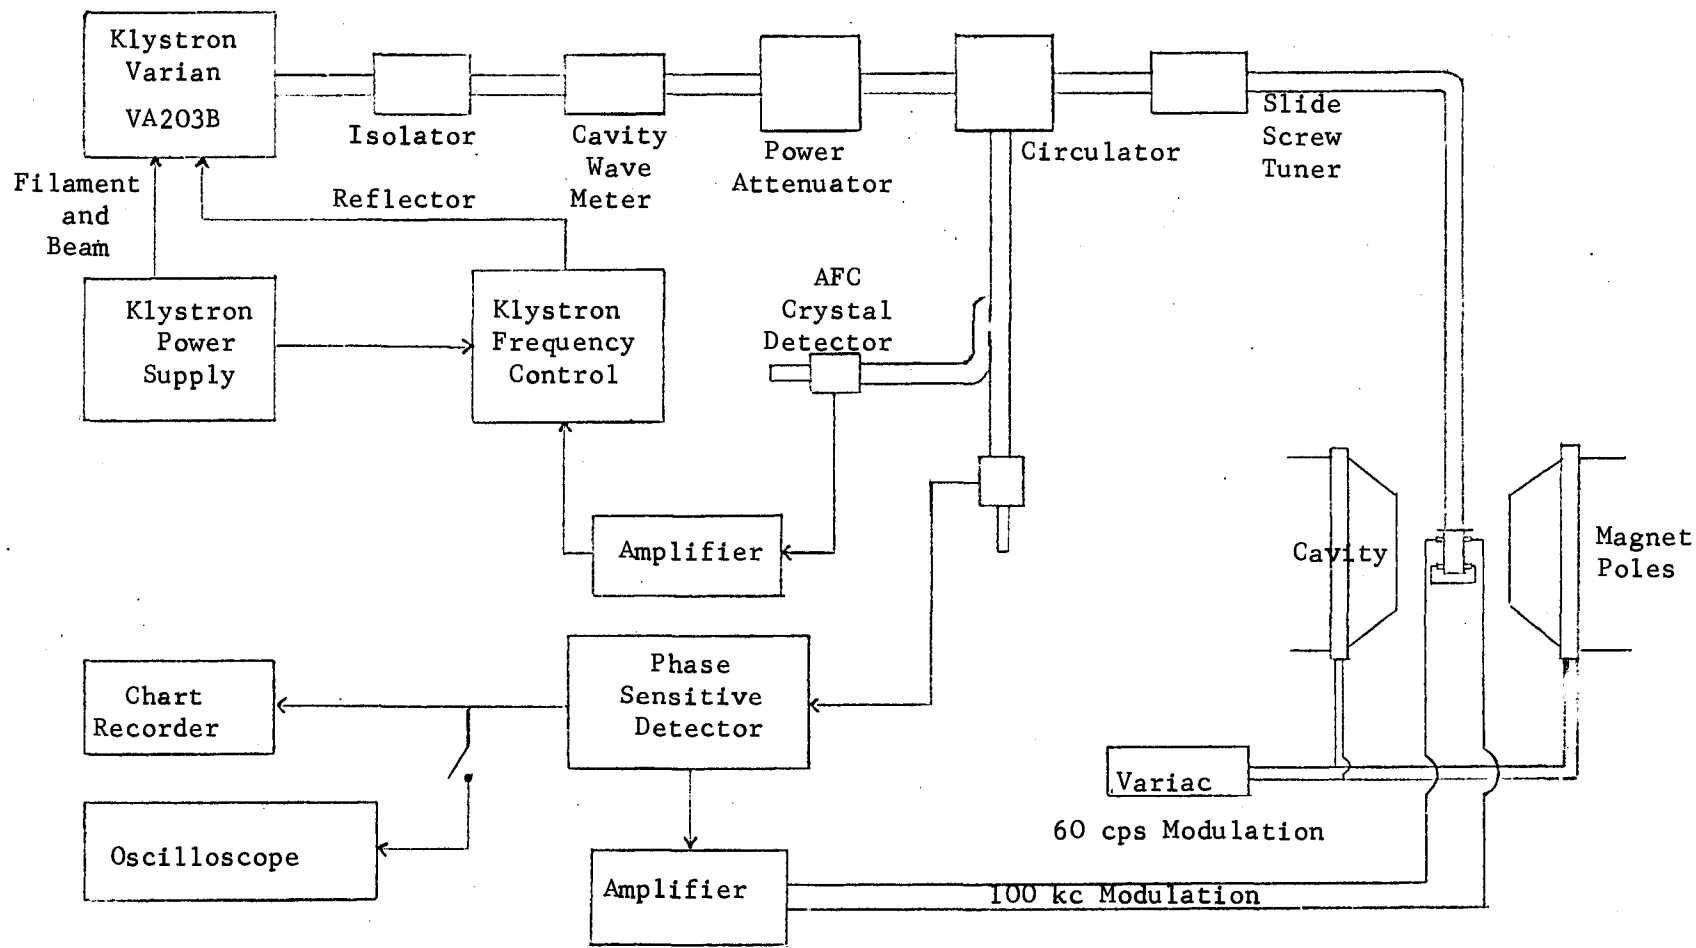 Klystron
Varian
VA203B
Isolator
Cavity
Wave
Meter
Power
Attenuator
Circulator
Slide
Screw
Tuner
Filament
and
Beam
Reflector
Klystron
Power
Supply
Klystron
Frequency
Control
AFC
Crystal
Detector
Amplifier
Cavity
Magnet
Poles
Phase
Sensitive
Detector
Chart
Recorder
Oscilloscope
Variac
60 cps Modulation
Amplifier
100 kc Modulation